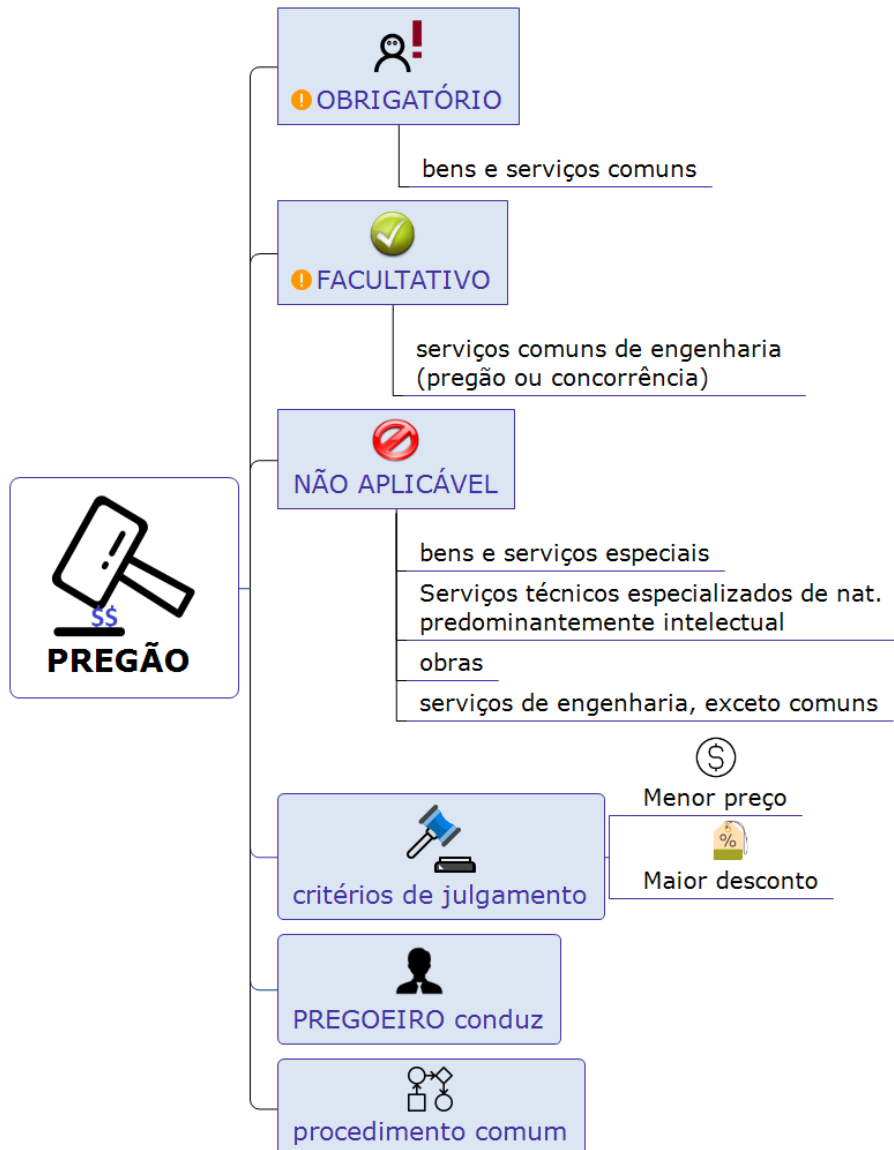 OBRIGATÓRIO
bens e serviços comuns
FACULTATIVO
serviços comuns de engenharia
(pregão ou concorrência)
NÃO APLICÁVEL
bens e serviços especiais
Serviços técnicos especializados de nat.
predominantemente intelectual
obras
serviços de engenharia, exceto comuns
$$
PREGÃO
critérios de julgamento
$
Menor preço
%
Maior desconto
PREGOEIRO conduz
procedimento comum